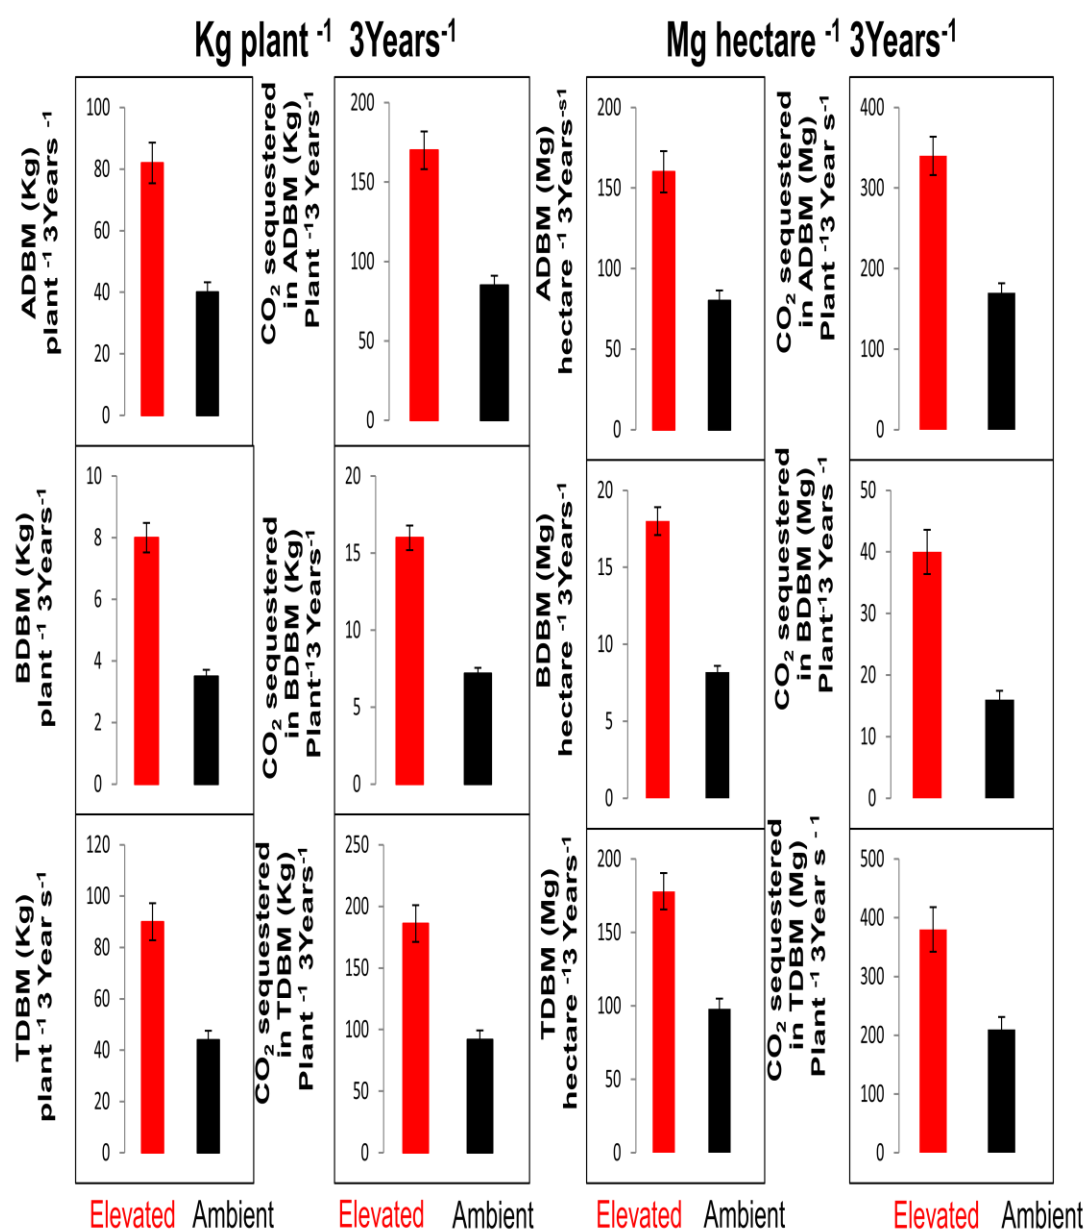 Kg plant ⁻¹ 3Years⁻¹
Mg hectare ⁻¹ 3Years⁻¹
ADBM (Kg)
plant ⁻¹ 3Years ⁻¹
100
80
60
40
20
0
CO₂ sequestered
in ADBM (Kg)
Plant ⁻¹3 Years⁻¹
200
150
100
50
0
ADBM (Mg)
hectare ⁻¹ 3Years⁻ˢ¹
200
150
100
50
0
CO₂ sequestered
in ADBM (Mg)
Plant ⁻¹3Year s⁻¹
400
300
200
100
0
BDBM (Kg)
plant ⁻¹ 3Years⁻¹
10
8
6
4
2
0
CO₂ sequestered
in BDBM (Kg)
Plant⁻¹3 Years⁻¹
20
15
10
5
0
BDBM (Mg)
hectare ⁻¹ 3Years⁻¹
20
15
10
5
0
CO₂ sequestered
in BDBM (Mg)
Plant⁻¹3 Years ⁻¹
50
40
30
20
10
0
TDBM (Kg)
plant ⁻¹ 3 Year s⁻¹
120
100
80
60
40
20
0
CO₂ sequestered
in TDBM (Kg)
Plant ⁻¹ 3Years⁻¹
250
200
150
100
50
0
TDBM (Mg)
hectare ⁻¹3 Years⁻¹
200
150
100
50
0
CO₂ sequestered
in TDBM (Mg)
Plant ⁻¹ 3Year s ⁻¹
500
400
300
200
100
0
Elevated Ambient Elevated Ambient Elevated Ambient Elevated Ambient